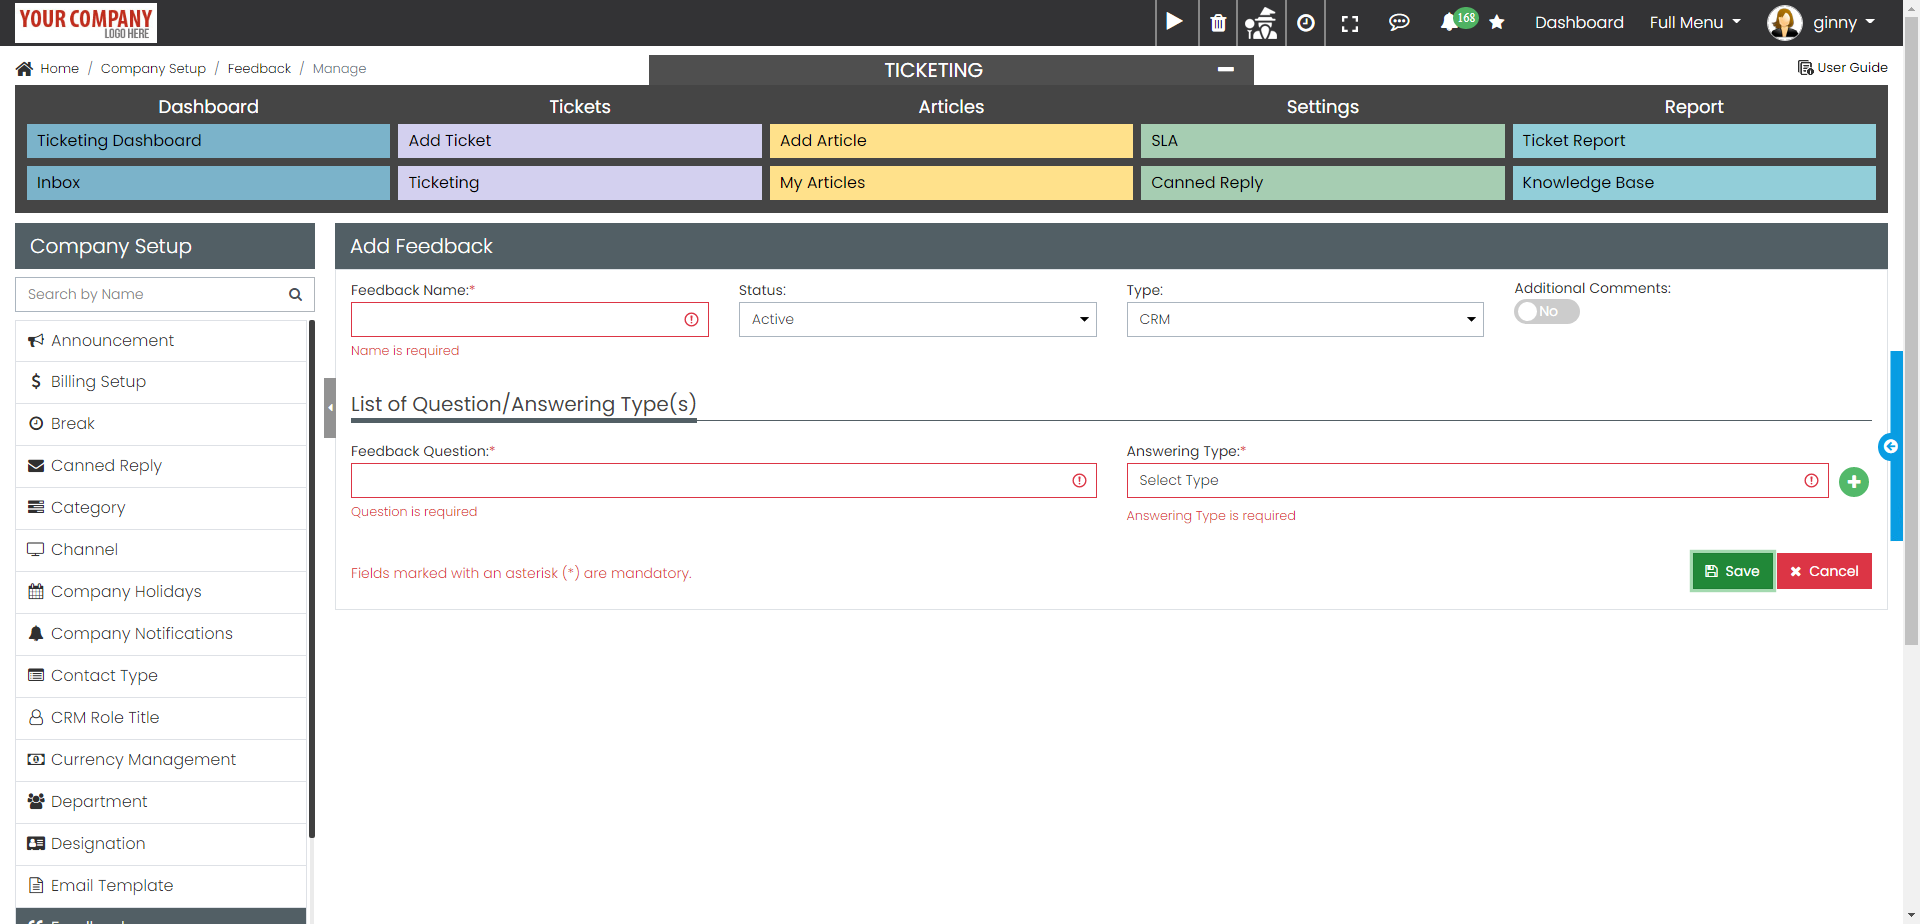 YOUR COMPANY
LOGO HERE
168
Dashboard
Full Menu
ginny
Home / Company Setup / Feedback / Manage
TICKETING
User Guide
Dashboard
Tickets
Articles
Settings
Report
Ticketing Dashboard
Add Ticket
Add Article
SLA
Ticket Report
Inbox
Ticketing
My Articles
Canned Reply
Knowledge Base
Company Setup
Search by Name
Announcement
Billing Setup
Break
Canned Reply
Category
Channel
Company Holidays
Company Notifications
Contact Type
CRM Role Title
Currency Management
Department
Designation
Email Template
Add Feedback
Feedback Name:*
Status:
Type:
Additional Comments:
Active
CRM
No
Name is required
List of Question/Answering Type(s)
Feedback Question:*
Answering Type:*
Select Type
Question is required
Answering Type is required
Fields marked with an asterisk (*) are mandatory.
Save
Cancel